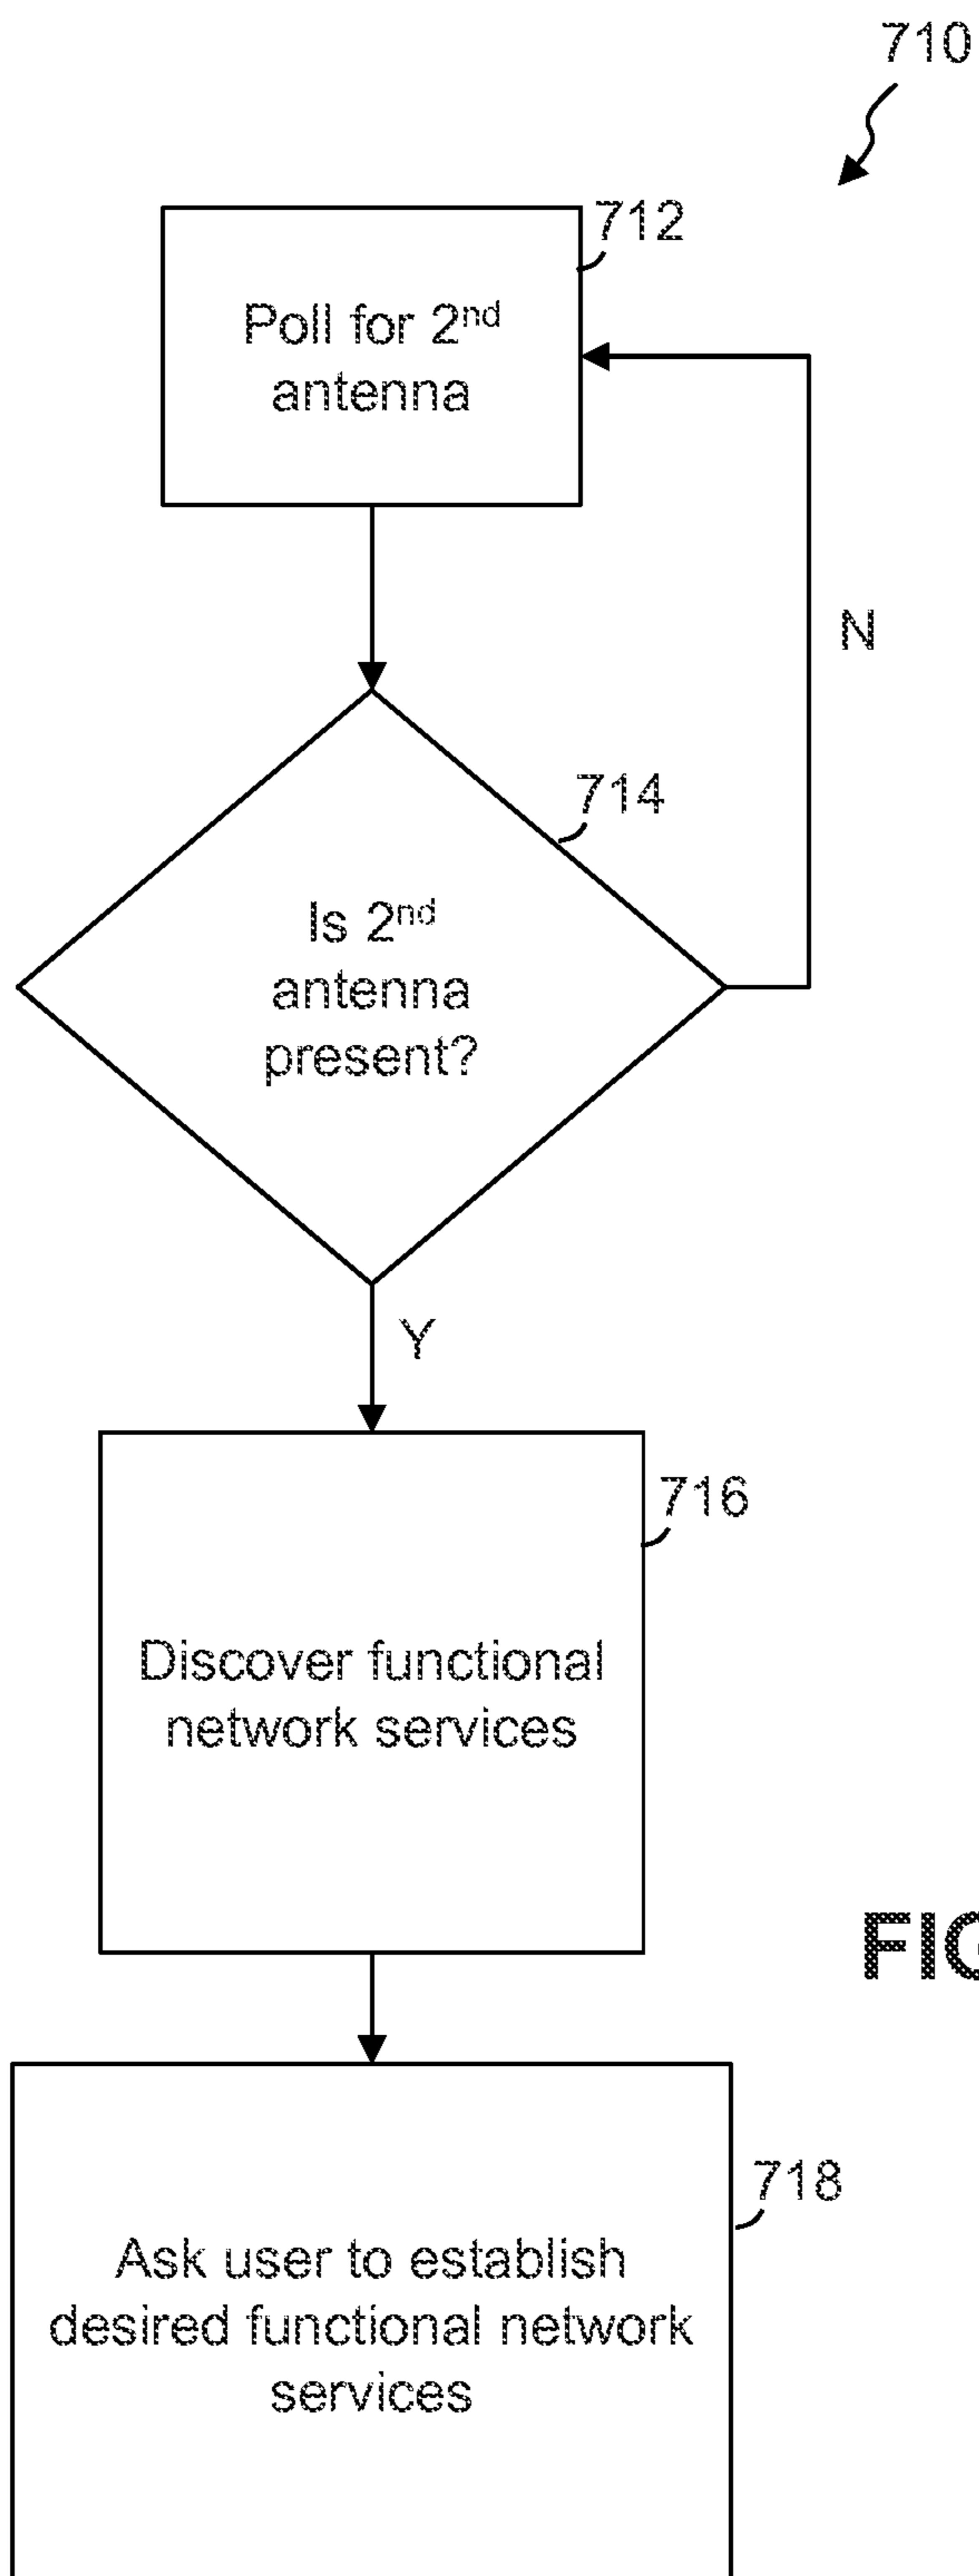 710
712
Poll for 2nd
antenna
N
714
Is 2nd
antenna
present?
Y
716
Discover functional
network services
FIG
718
Ask user to establish
desired functional network
services